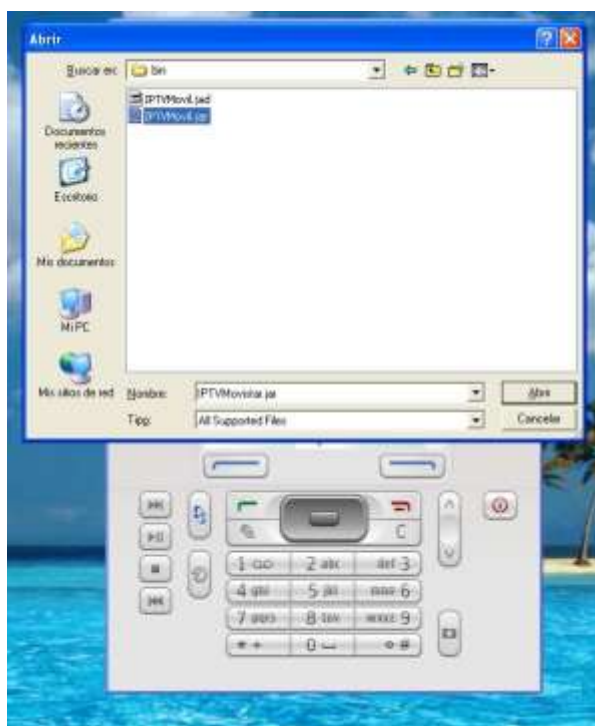 Abrir
Buscar en: bin
IPTVMovil.jad
IPTVMovil.jar
Documentos
recientes
Escritorio
Mis documentos
Mi PC
Mis sitios de red
Nombre: IPTVMovistar.jar
Abrir
Tipo: All Supported Files
Cancelar
C
1 2 abc def 3
4 ghi 5 jkl mno 6
7 pqrs 8 tuv wxyz 9
* + 0 #